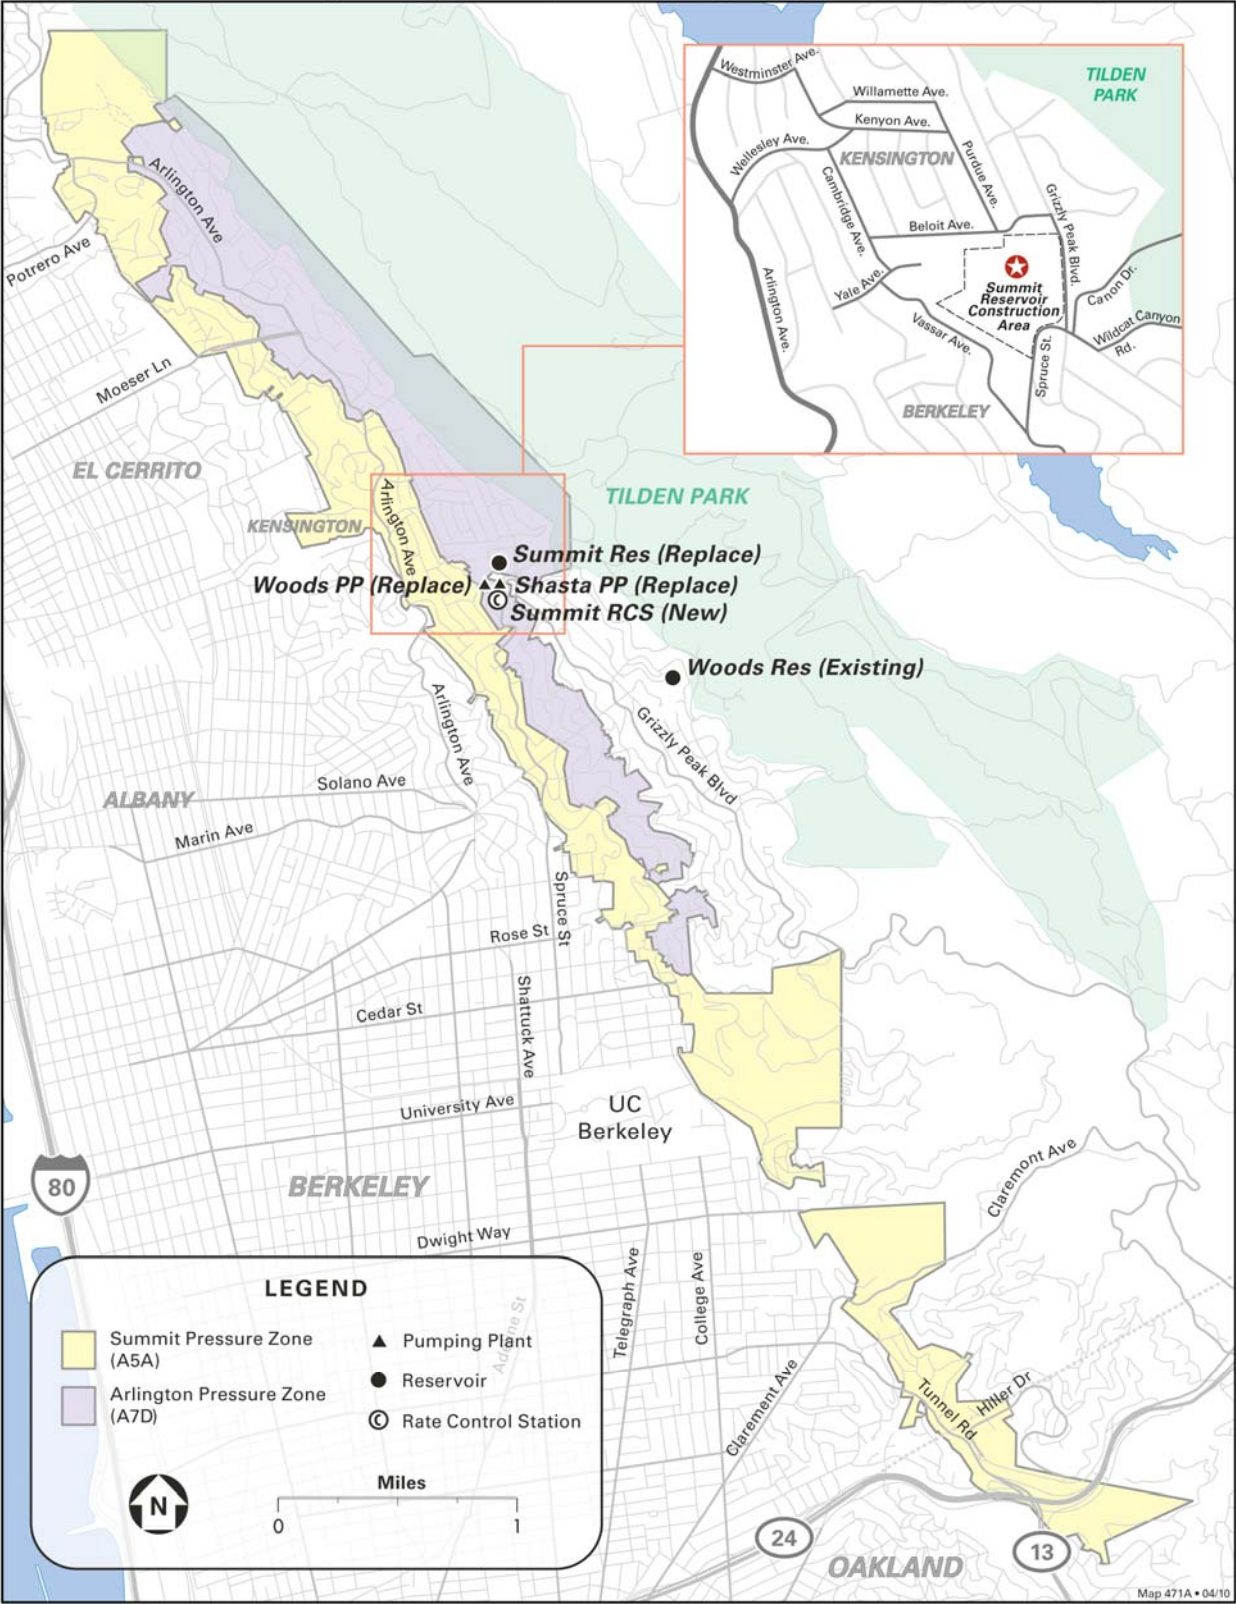 Westminster Ave.
TILDEN
PARK
Willamette Ave.
Kenyon Ave.
Wellesley Ave.
KENSINGTON
Purdue Ave.
Cambridge Ave.
Grizzly Peak Blvd.
Beloit Ave.
Yale Ave.
Arlington Ave.
Summit
Reservoir
Construction
Area
Canon Dr.
Wildcat Canyon
Rd.
Vassar Ave.
Spruce St.
BERKELEY
Arlington Ave
Potrero Ave
Moeser Ln
EL CERRITO
TILDEN PARK
KENSINGTON
Arlington Ave
Summit Res (Replace)
Woods PP (Replace)
Shasta PP (Replace)
C
Summit RCS (New)
Woods Res (Existing)
Arlington Ave
Grizzly Peak Blvd
Solano Ave
ALBANY
Marin Ave
Spruce St
Rose St
Shattuck Ave
Cedar St
University Ave
UC
Berkeley
80
BERKELEY
Claremont Ave
Dwight Way
Telegraph Ave
College Ave
Adeline St
Clarement Ave
Tunnel Rd
Hiller Dr
24
13
OAKLAND
LEGEND
Summit Pressure Zone
(A5A)
Arlington Pressure Zone
(A7D)
Pumping Plant
Reservoir
C Rate Control Station
N
Miles
0 1
Map 471A • 04/10